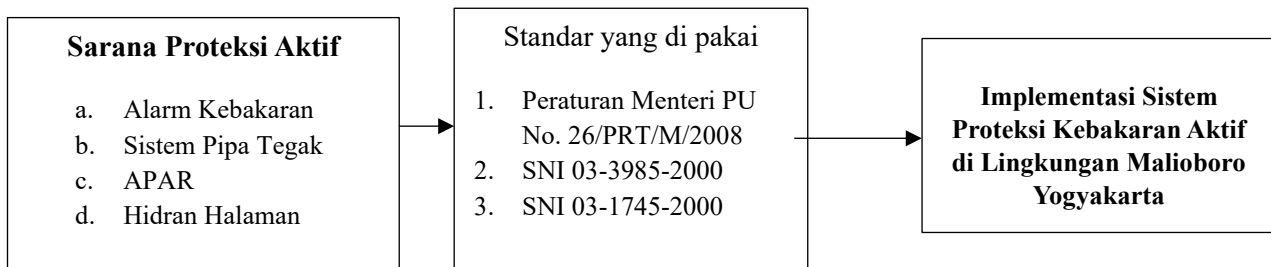 Sarana Proteksi Aktif
a. Alarm Kebakaran
b. Sistem Pipa Tegak
c. APAR
d. Hidran Halaman
Standar yang di pakai
1. Peraturan Menteri PU
No. 26/PRT/M/2008
2. SNI 03-3985-2000
3. SNI 03-1745-2000
Implementasi Sistem
Proteksi Kebakaran Aktif
di Lingkungan Malioboro
Yogyakarta